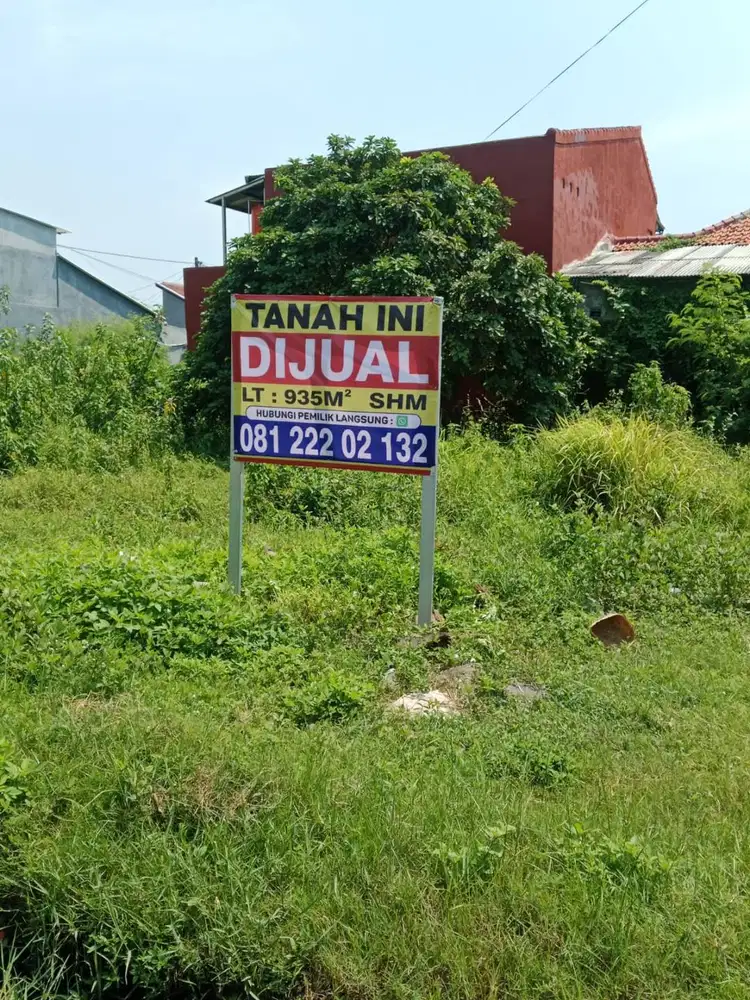 TANAH INI
DIJUAL
LT : 935M² SHM
HUBUNGI PEMILIK LANGSUNG :
081 222 02 132